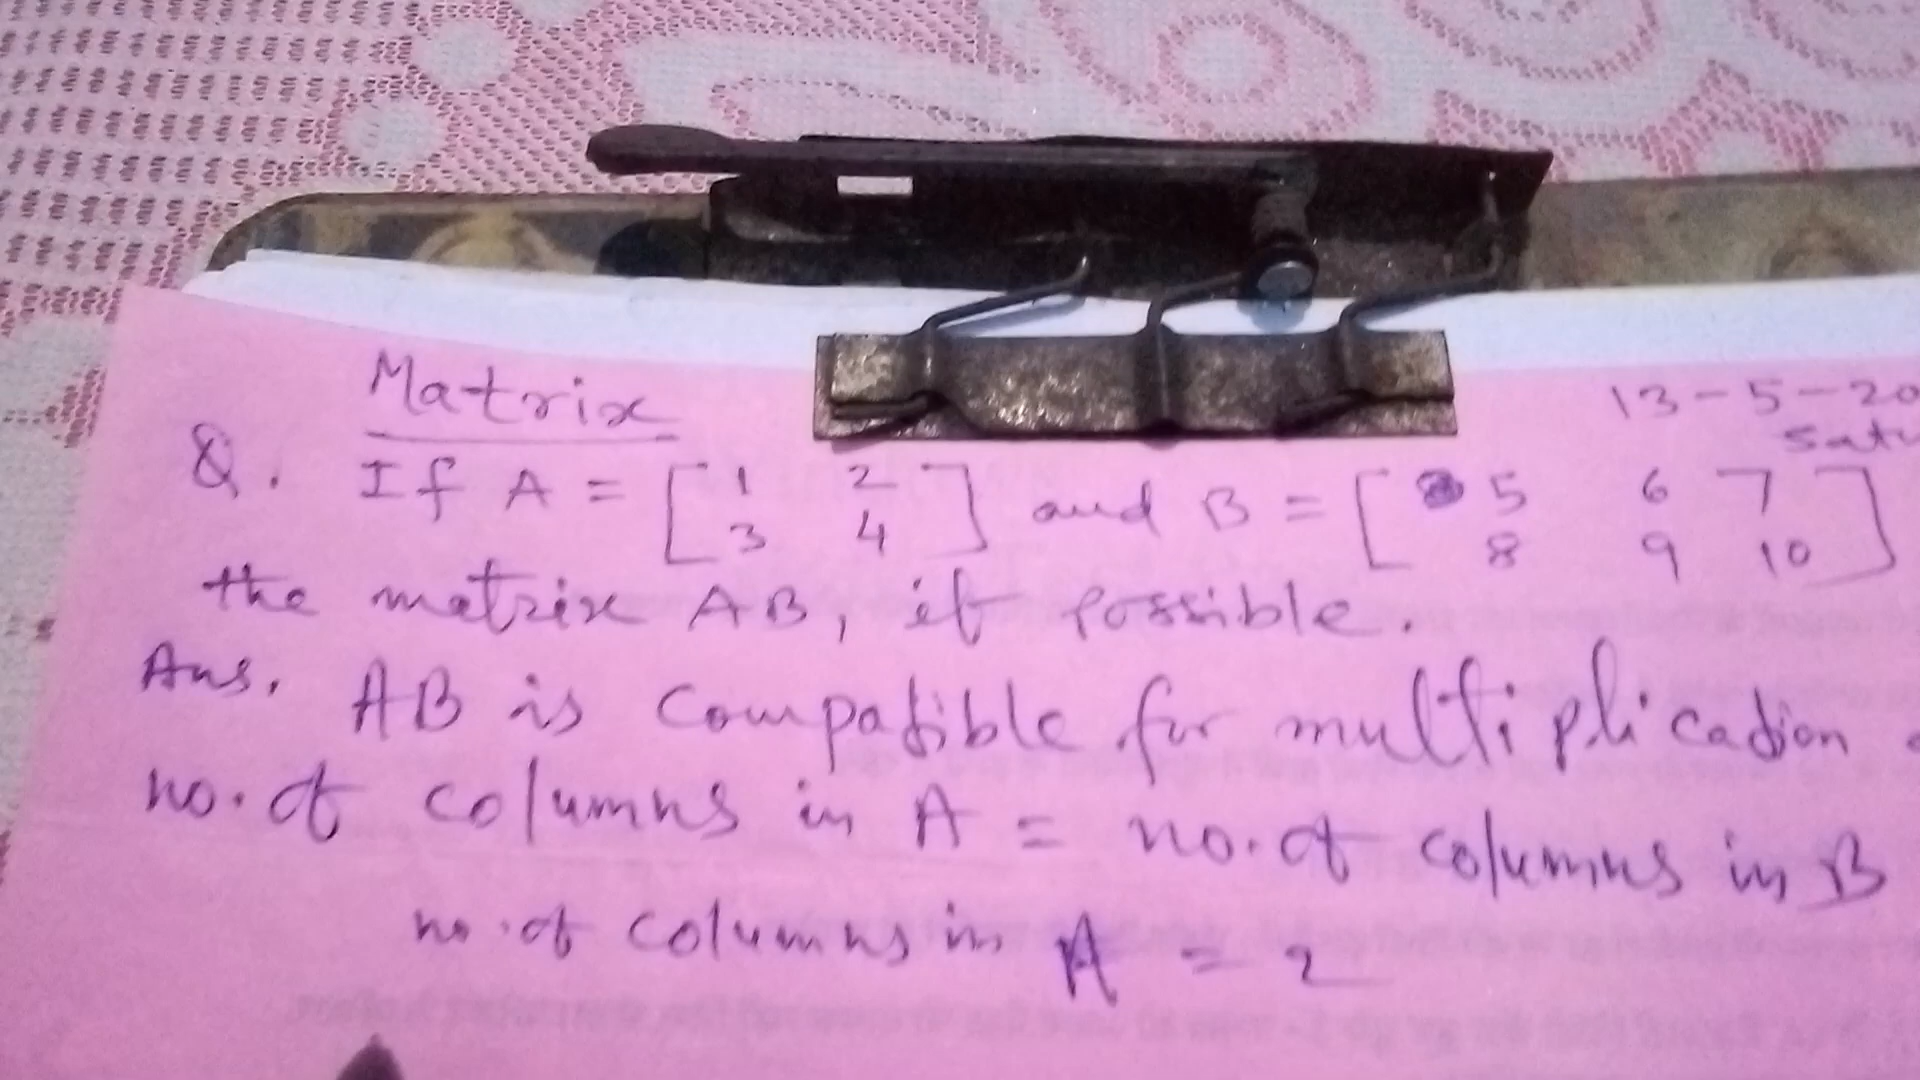 Matrix
13-5-20
Satu
Q. If A = [ 1 2 ] and B = [ 5 6 7 ]
3 4 8 9 10
the matrix AB, if possible.
Ans. AB is compatible for multiplication
no. of columns in A = no. of columns in B
no. of columns in A = 2